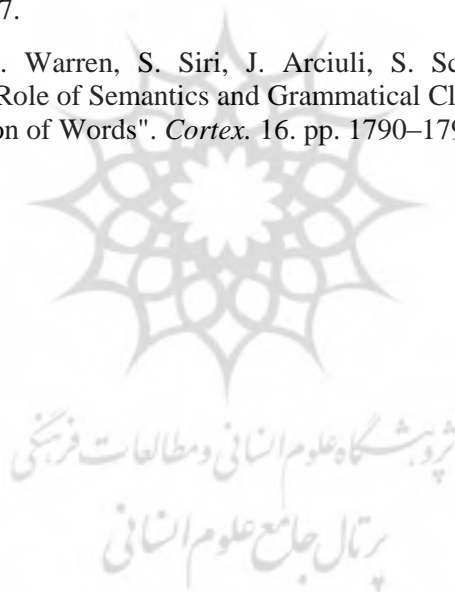 7.
. Warren, S. Siri, J. Arciuli, S. Sc
Role of Semantics and Grammatical Cl
on of Words". Cortex. 16. pp. 1790–179
پژوهشگاه علوم انسانی و مطالعات فرهنگی
پرتال جامع علوم انسانی